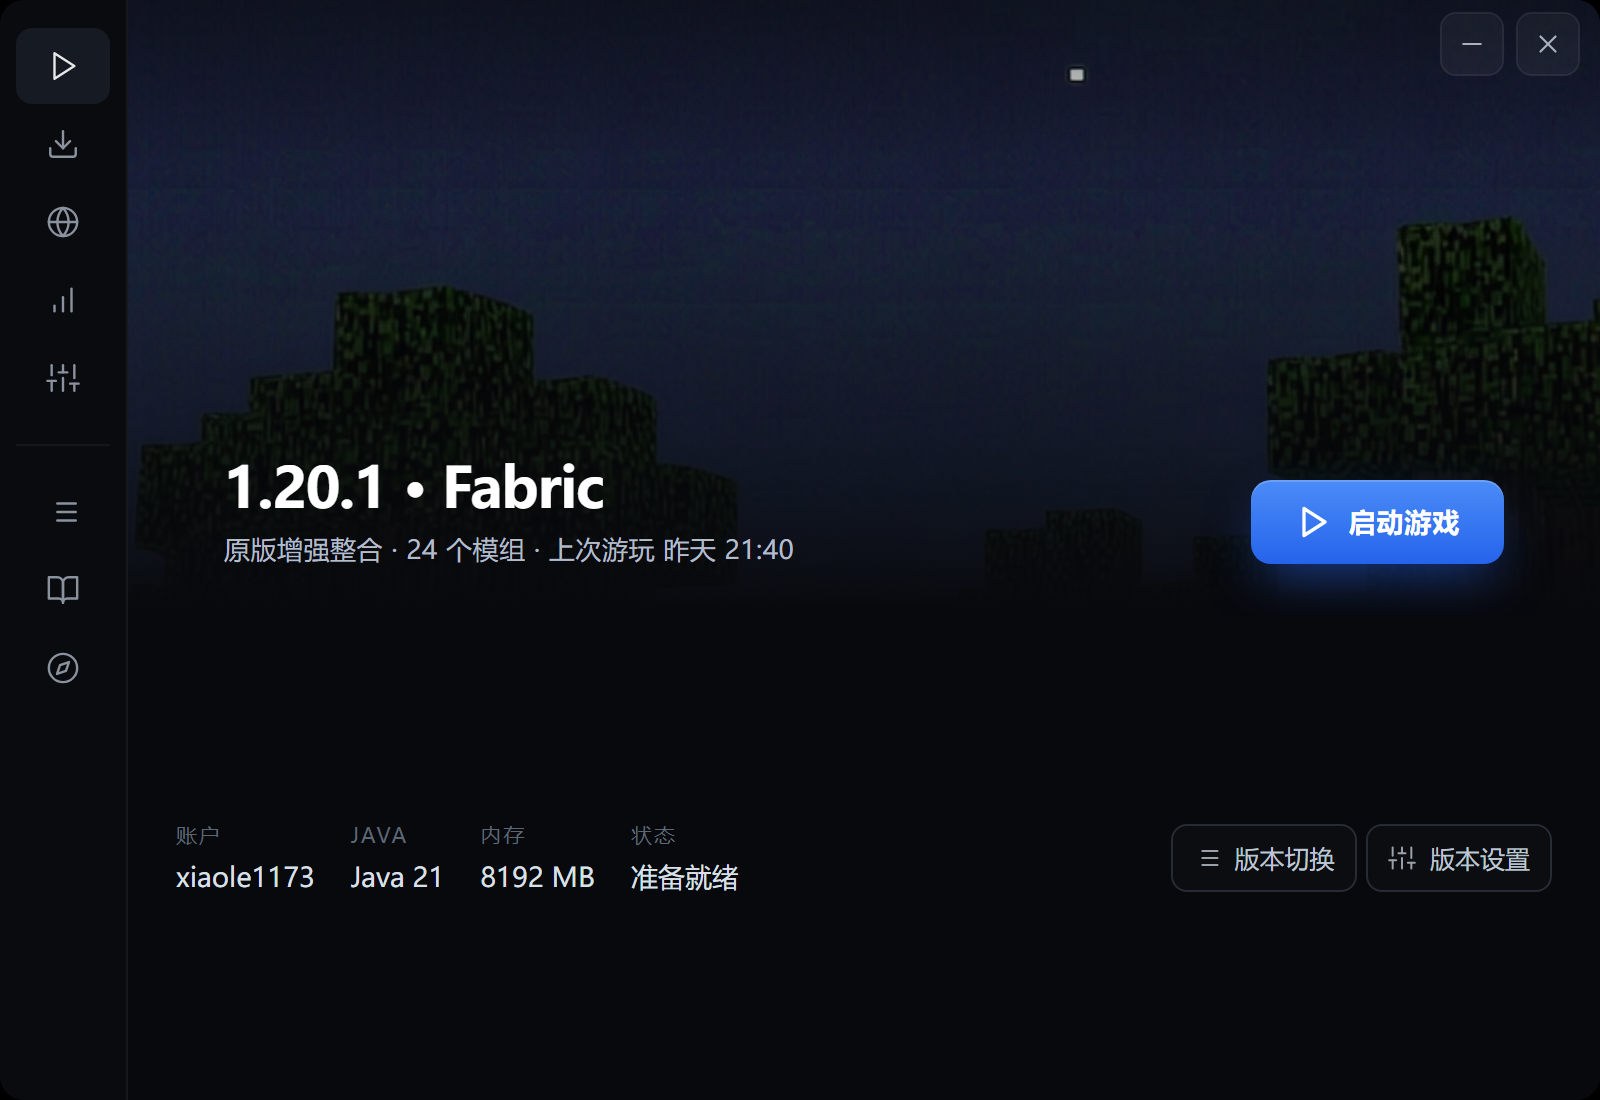 1.20.1 • Fabric
原版增强整合 · 24 个模组 · 上次游玩 昨天 21:40
启动游戏
账户 JAVA 内存 状态
xiaole1173 Java 21 8192 MB 准备就绪
版本切换 版本设置